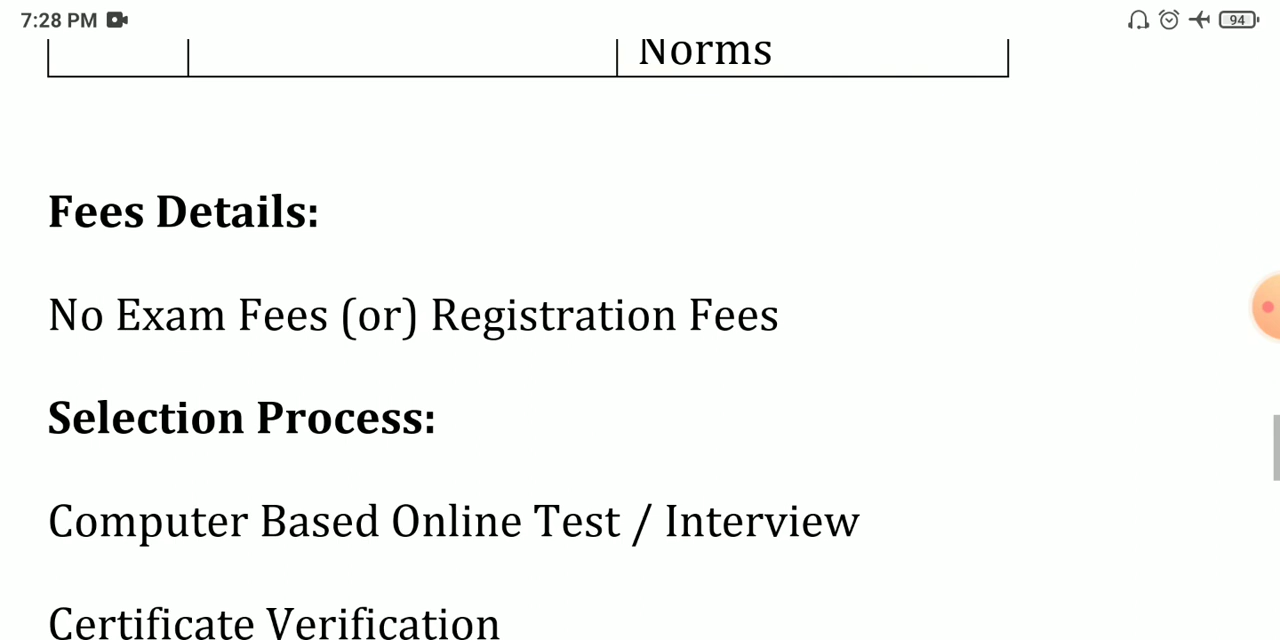 7:28 PM
94
Norms
Fees Details:
No Exam Fees (or) Registration Fees
Selection Process:
Computer Based Online Test / Interview
Certificate Verification